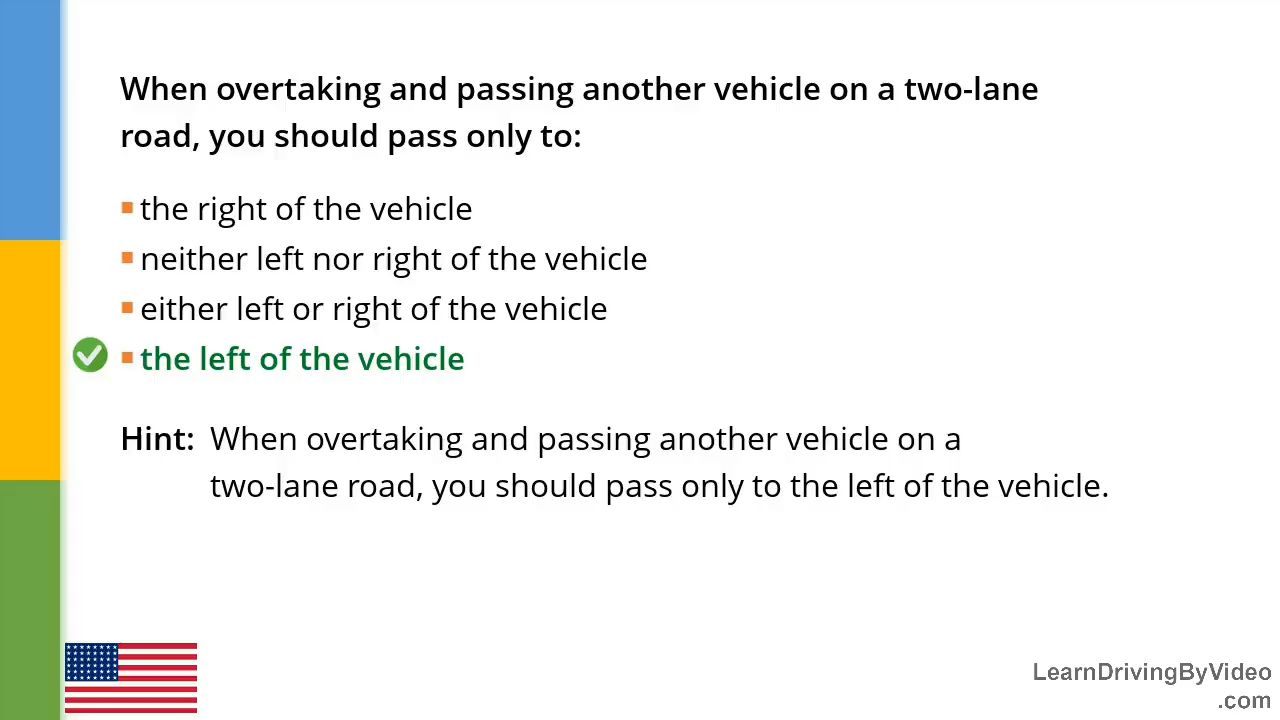 When overtaking and passing another vehicle on a two-lane
road, you should pass only to:
the right of the vehicle
neither left nor right of the vehicle
either left or right of the vehicle
the left of the vehicle
Hint: When overtaking and passing another vehicle on a
two-lane road, you should pass only to the left of the vehicle.
LearnDrivingByVideo
.com